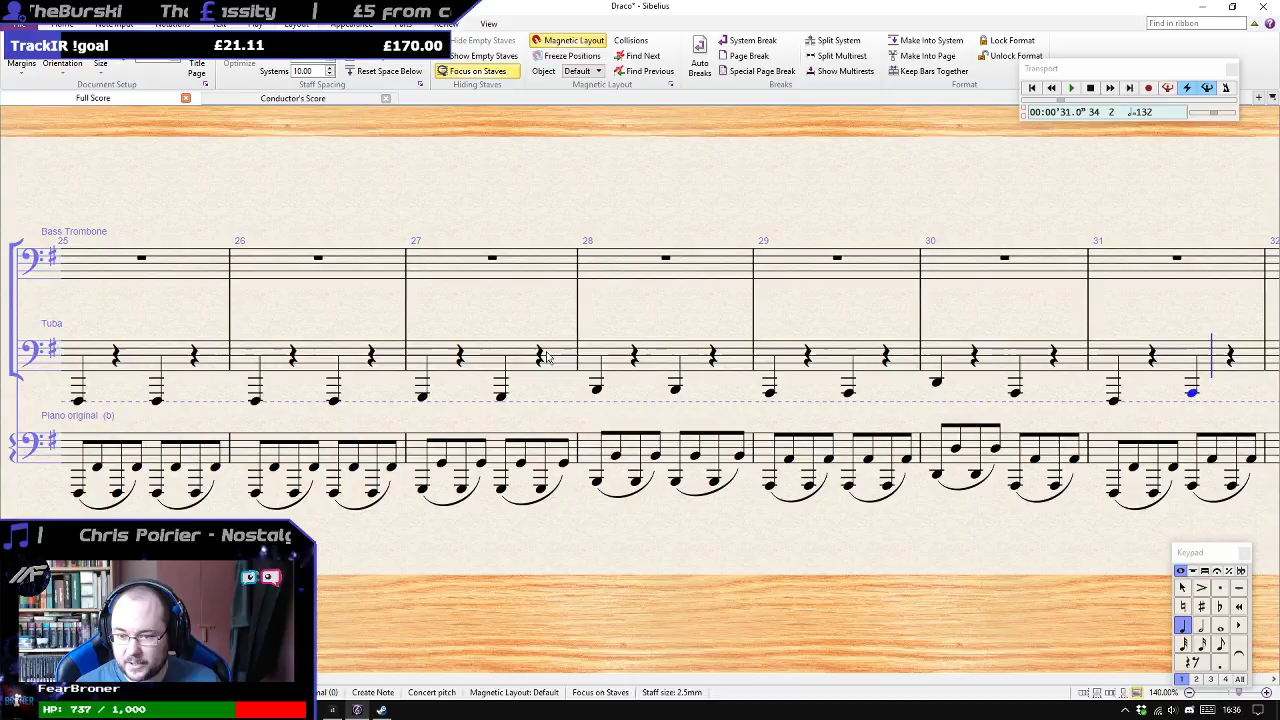 Draco* - Sibelius
TheBurski
£ 1ssity | £5 from c
View
Find in ribbon
TrackIR !goal £21.11 £170.00
Hide Empty Staves
Show Empty Staves
Focus on Staves
Hiding Staves
Magnetic Layout
Freeze Positions
Object Default
Collisions
Find Next
Find Previous
Magnetic Layout
Auto Breaks
System Break
Page Break
Special Page Break
Split System
Split Multirest
Show Multirests
Breaks
Make Into System
Make Into Page
Keep Bars Together
Lock Format
Unlock Format
Format
Margins Orientation Size
Title Page
Document Setup
Optimize
Systems: 10.00
Reset Space Below
Staff Spacing
Transport
00:00'31.0" 34 2 ♩=132
Full Score
Conductor's Score
Bass Trombone
25 26 27 28 29 30 31 32
Tuba
Piano original (b)
| Chris Poirier - Nostalg
FearBroner
HP: 737 / 1,000
Keypad
1 2 3 4 All
Create Note
Concert pitch
Magnetic Layout: Default
Focus on Staves
Staff size: 2.5mm
140.00%
16:36